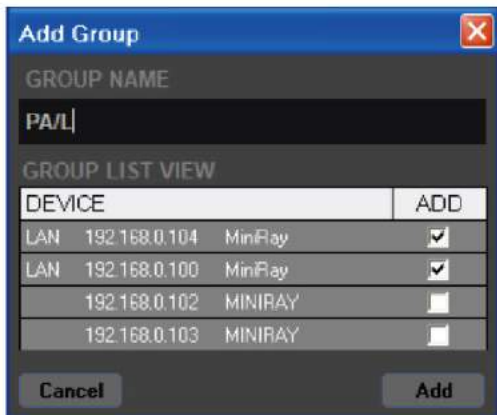 Add Group
GROUP NAME
PA/L
GROUP LIST VIEW
DEVICE ADD
LAN 192.168.0.104 MiniRay
LAN 192.168.0.100 MiniRay
192.168.0.102 MINIRAY
192.168.0.103 MINIRAY
Cancel Add